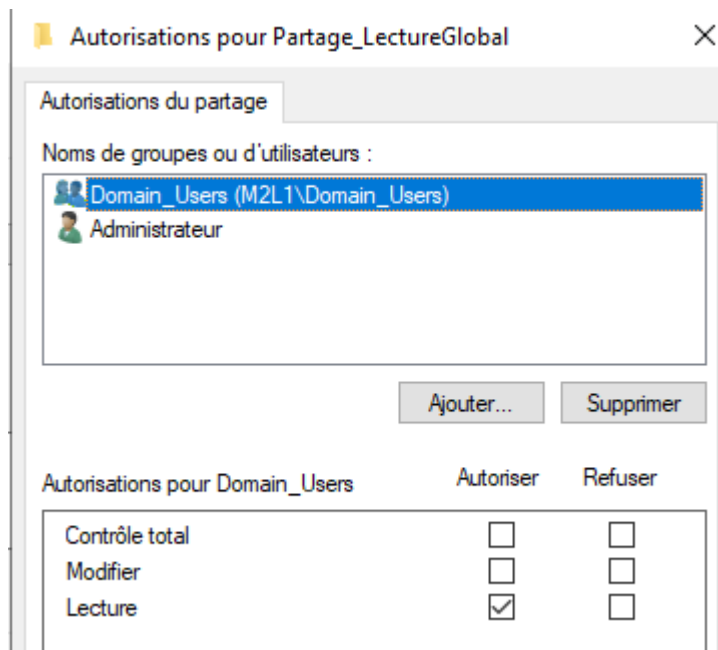 Autorisations pour Partage_LectureGlobal
Autorisations du partage
Noms de groupes ou d'utilisateurs :
Domain_Users (M2L1\Domain_Users)
Administrateur
Ajouter... Supprimer
Autorisations pour Domain_Users Autoriser Refuser
Contrôle total
Modifier
Lecture